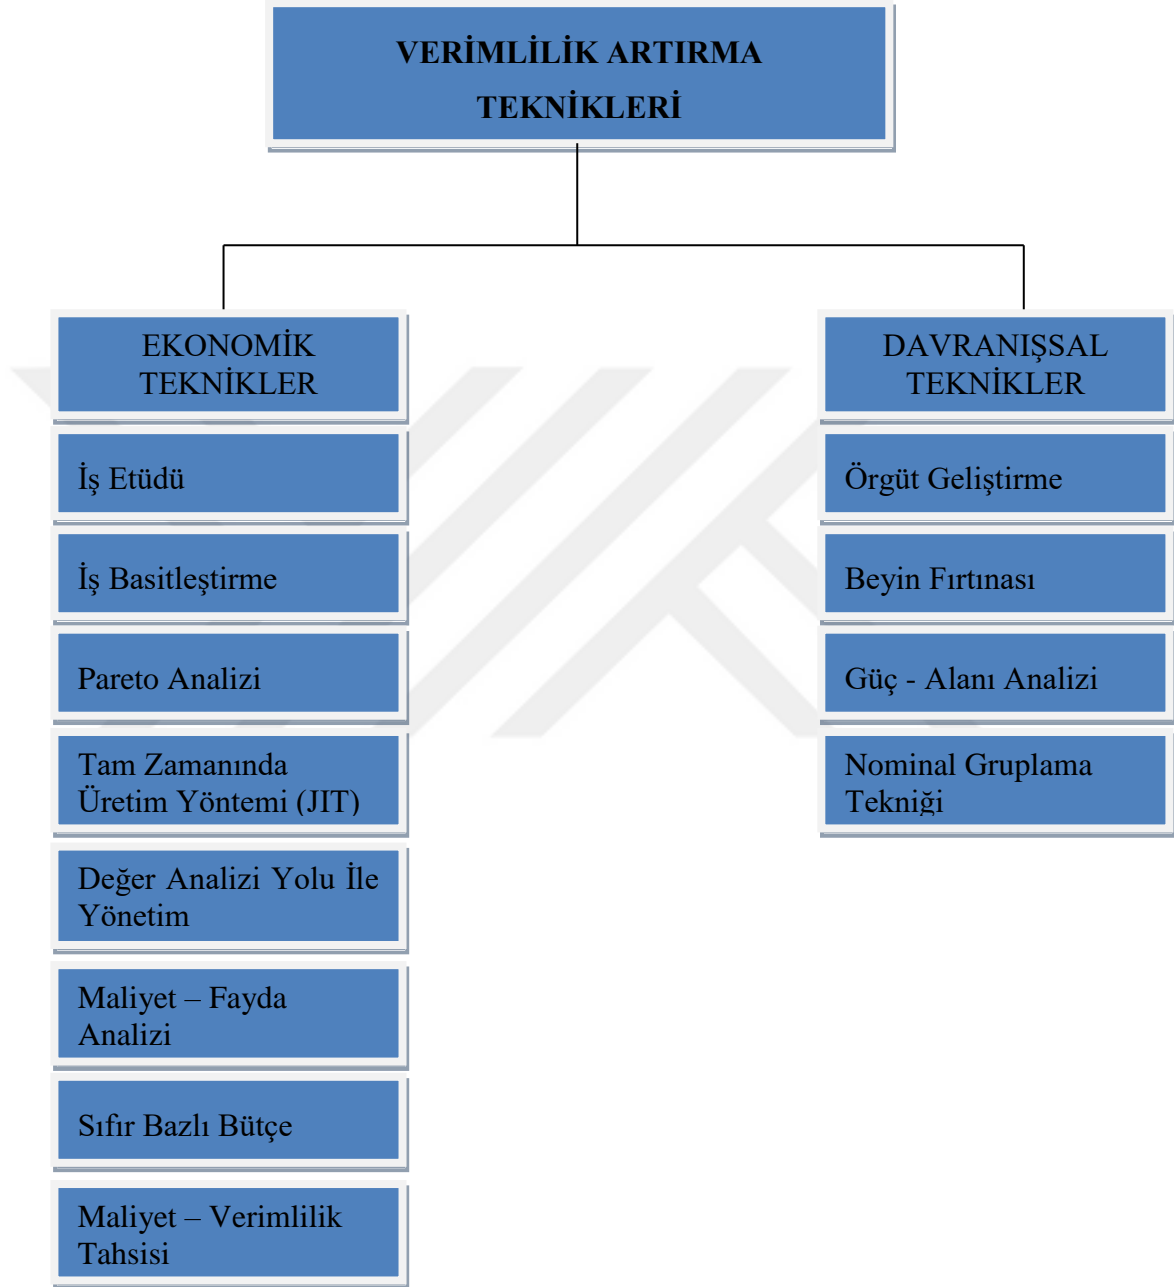 VERİMLİLİK ARTIRMA
TEKNİKLERİ
EKONOMİK
TEKNİKLER
İş Etüdü
İş Basitleştirme
Pareto Analizi
Tam Zamanında
Üretim Yöntemi (JIT)
Değer Analizi Yolu İle
Yönetim
Maliyet – Fayda
Analizi
Sıfır Bazlı Bütçe
Maliyet – Verimlilik
Tahsisi
DAVRANIŞSAL
TEKNİKLER
Örgüt Geliştirme
Beyin Fırtınası
Güç - Alanı Analizi
Nominal Gruplama
Tekniği